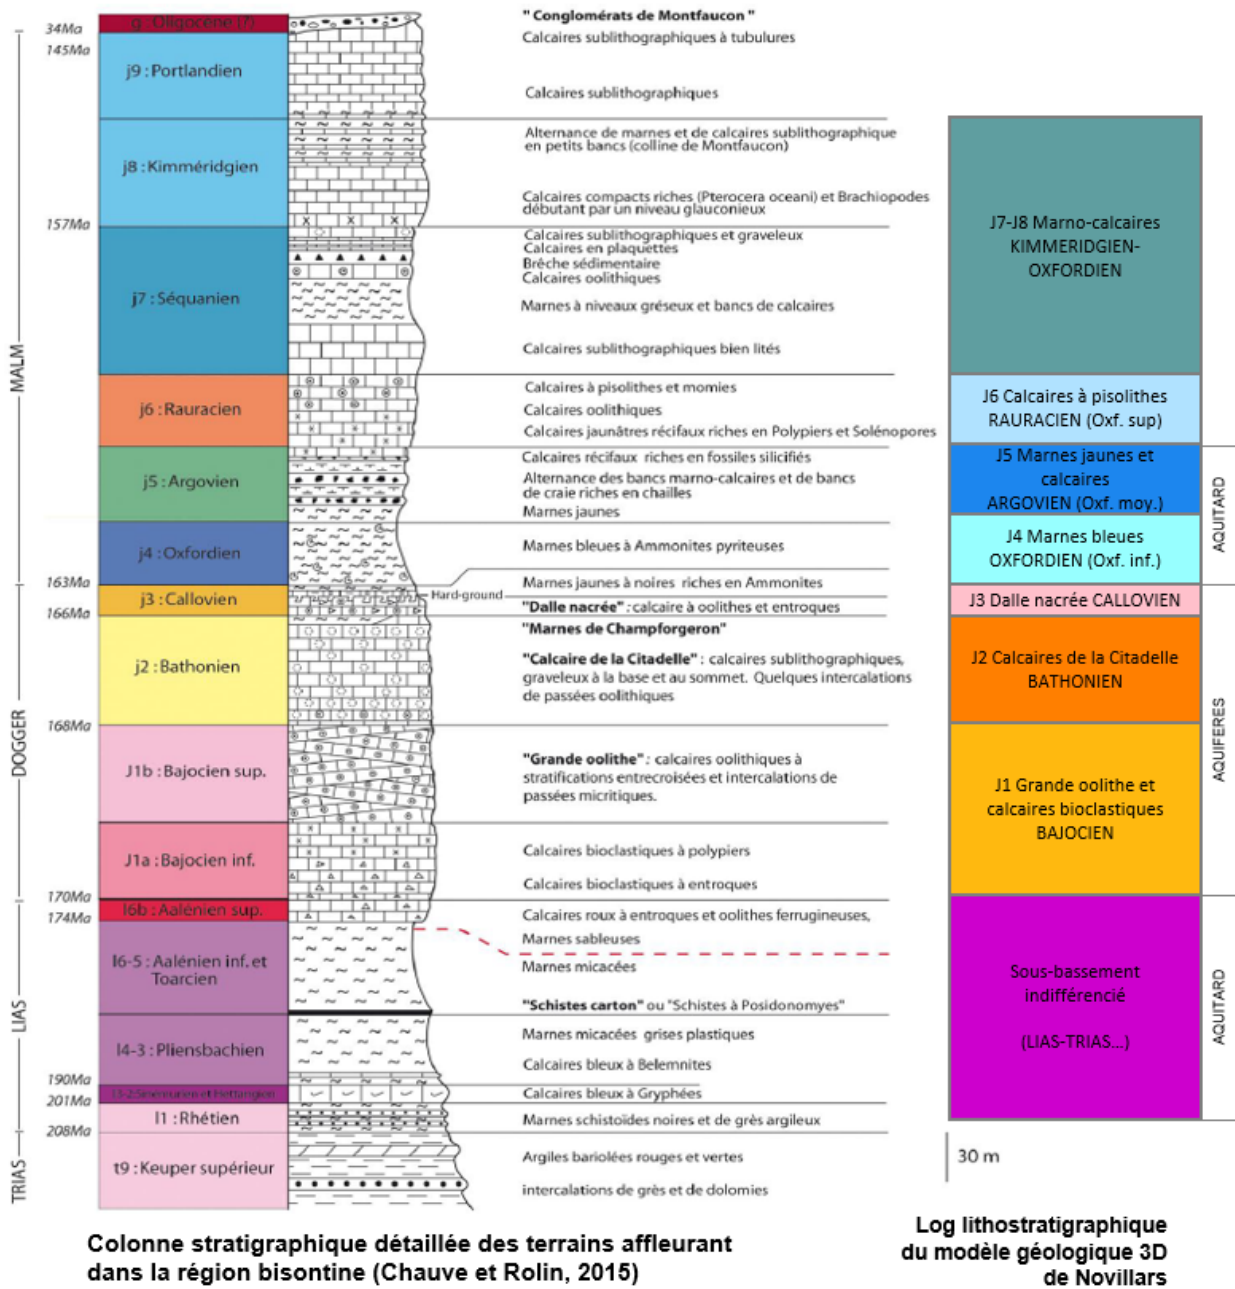 34Ma
g : Oligocène (?)
"Conglomérats de Montfaucon"
145Ma
j9 : Portlandien
Calcaires sublithographiques à tubulures
Calcaires sublithographiques
j8 : Kimméridgien
Alternance de marnes et de calcaires sublithographique
en petits bancs (colline de Montfaucon)
Calcaires compacts riches (Pterocera oceani) et Brachiopodes
débutant par un niveau glauconieux
157Ma
j7 : Séquanien
Calcaires sublithographiques et graveleux
Calcaires en plaquettes
Brêche sédimentaire
Calcaires oolithiques
Marnes à niveaux gréseux et bancs de calcaires
Calcaires sublithographiques bien lités
MALM
j6 : Rauracien
Calcaires à pisolithes et momies
Calcaires oolithiques
Calcaires jaunâtres récifaux riches en Polypiers et Solénopores
j5 : Argovien
Calcaires récifaux riches en fossiles silicifiés
Alternance des bancs marno-calcaires et de bancs
de craie riches en chailles
Marnes jaunes
j4 : Oxfordien
Marnes bleues à Ammonites pyriteuses
163Ma
Marnes jaunes à noires riches en Ammonites
j3 : Callovien
Hard-ground
"Dalle nacrée" : calcaire à oolithes et entroques
166Ma
"Marnes de Champforgeron"
j2 : Bathonien
"Calcaire de la Citadelle" : calcaires sublithographiques,
graveleux à la base et au sommet. Quelques intercalations
de passées oolithiques
168Ma
DOGGER
J1b : Bajocien sup.
"Grande oolithe" : calcaires oolithiques à
stratifications entrecroisées et intercalations de
passées micritiques.
J1a : Bajocien inf.
Calcaires bioclastiques à polypiers
Calcaires bioclastiques à entroques
170Ma
l6b : Aalénien sup.
Calcaires roux à entroques et oolithes ferrugineuses,
174Ma
Marnes sableuses
l6-5 : Aalénien inf. et
Toarcien
Marnes micacées
"Schistes carton" ou "Schistes à Posidonomyes"
LIAS
l4-3 : Pliensbachien
Marnes micacées grises plastiques
Calcaires bleux à Belemnites
190Ma
l3-2:Sinémurien et Hettangien
Calcaires bleux à Gryphées
201Ma
l1 : Rhétien
Marnes schistoïdes noires et de grès argileux
208Ma
TRIAS
t9 : Keuper supérieur
Argiles bariolées rouges et vertes
intercalations de grès et de dolomies
Colonne stratigraphique détaillée des terrains affleurant
dans la région bisontine (Chauve et Rolin, 2015)
J7-J8 Marno-calcaires
KIMMERIDGIEN-
OXFORDIEN
J6 Calcaires à pisolithes
RAURACIEN (Oxf. sup)
J5 Marnes jaunes et
calcaires
ARGOVIEN (Oxf. moy.)
J4 Marnes bleues
OXFORDIEN (Oxf. inf.)
AQUITARD
J3 Dalle nacrée CALLOVIEN
J2 Calcaires de la Citadelle
BATHONIEN
J1 Grande oolithe et
calcaires bioclastiques
BAJOCIEN
AQUIFERES
Sous-bassement
indifférencié
(LIAS-TRIAS...)
AQUITARD
30 m
Log lithostratigraphique
du modèle géologique 3D
de Novillars